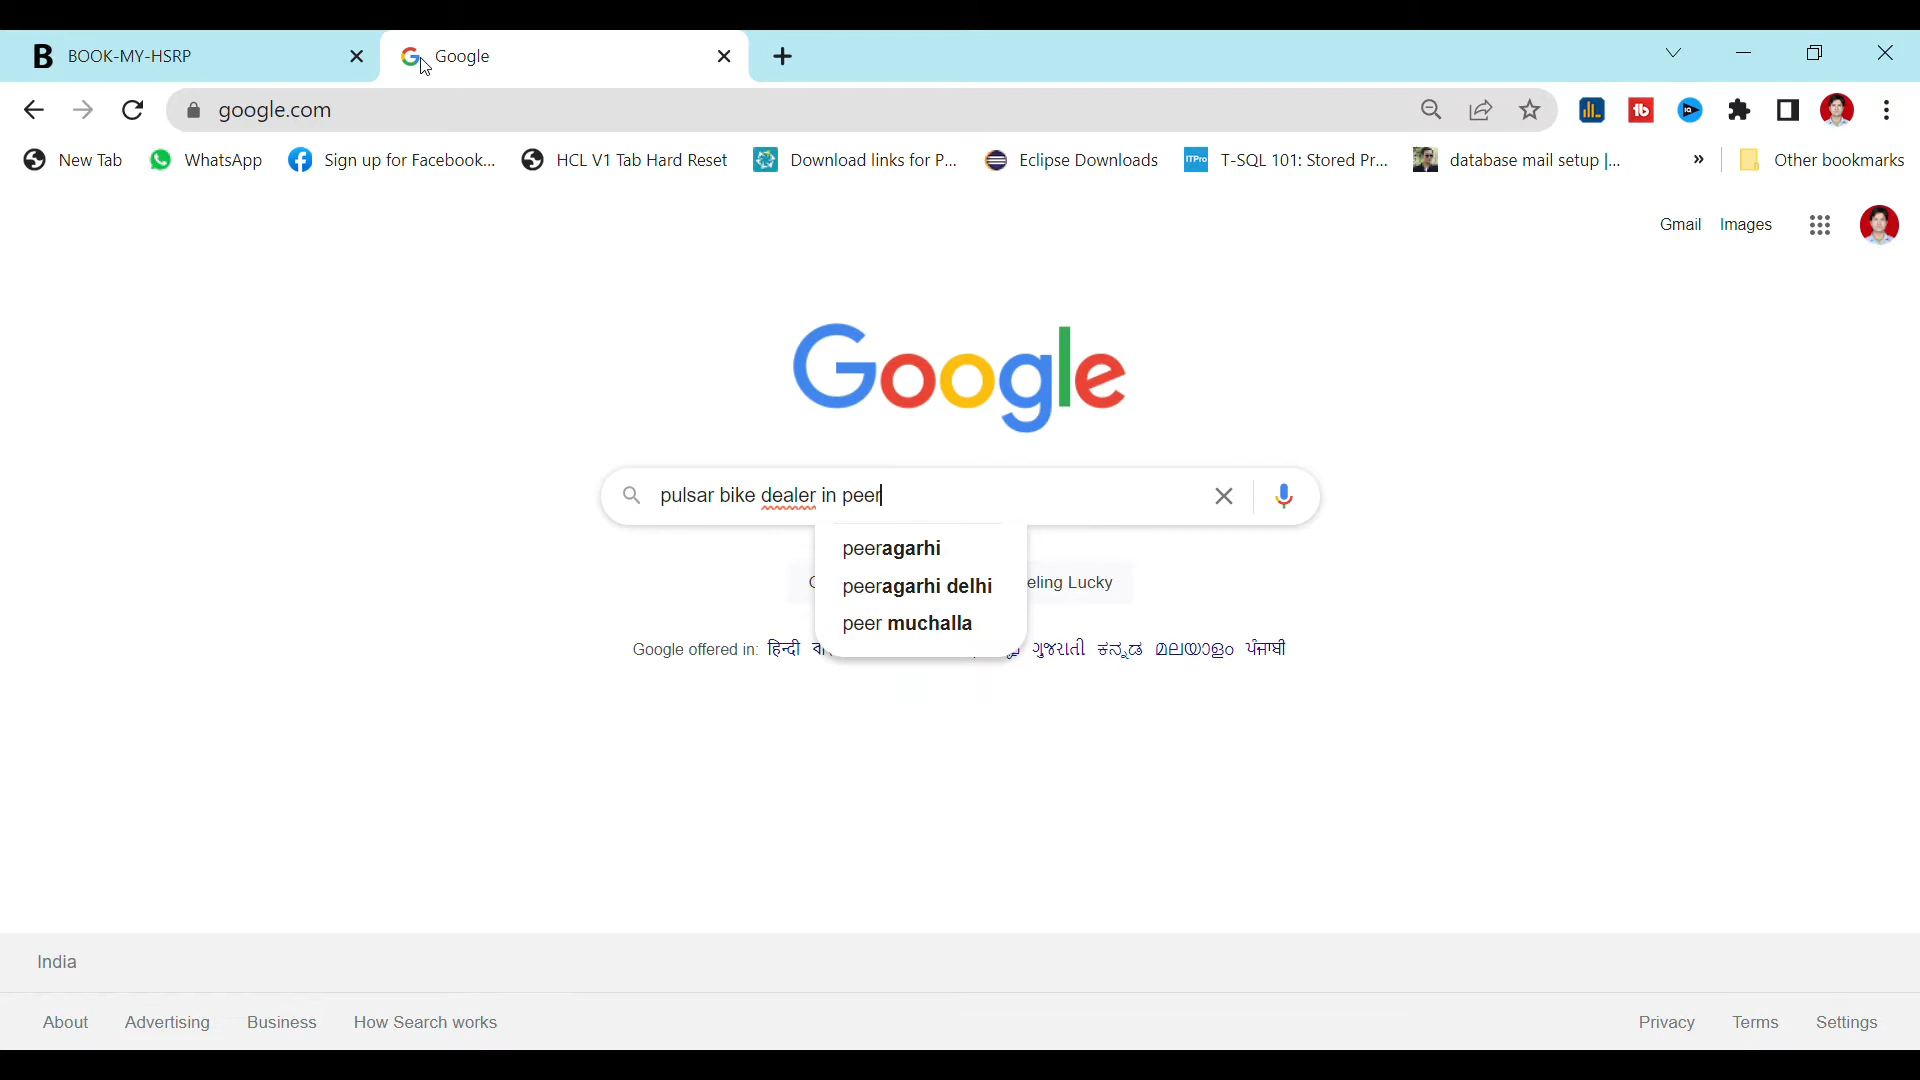 BOOK-MY-HSRP
Google
google.com
New Tab
WhatsApp
Sign up for Facebook...
HCL V1 Tab Hard Reset
Download links for P...
Eclipse Downloads
ITPro
T-SQL 101: Stored Pr...
database mail setup |...
»
Other bookmarks
Gmail
Images
Google
pulsar bike dealer in peer
peeragarhi
peeragarhi delhi
eling Lucky
peer muchalla
Google offered in: हिन्दी ગુજરાતી ಕನ್ನಡ മലയാളം ਪੰਜਾਬੀ
India
About
Advertising
Business
How Search works
Privacy
Terms
Settings